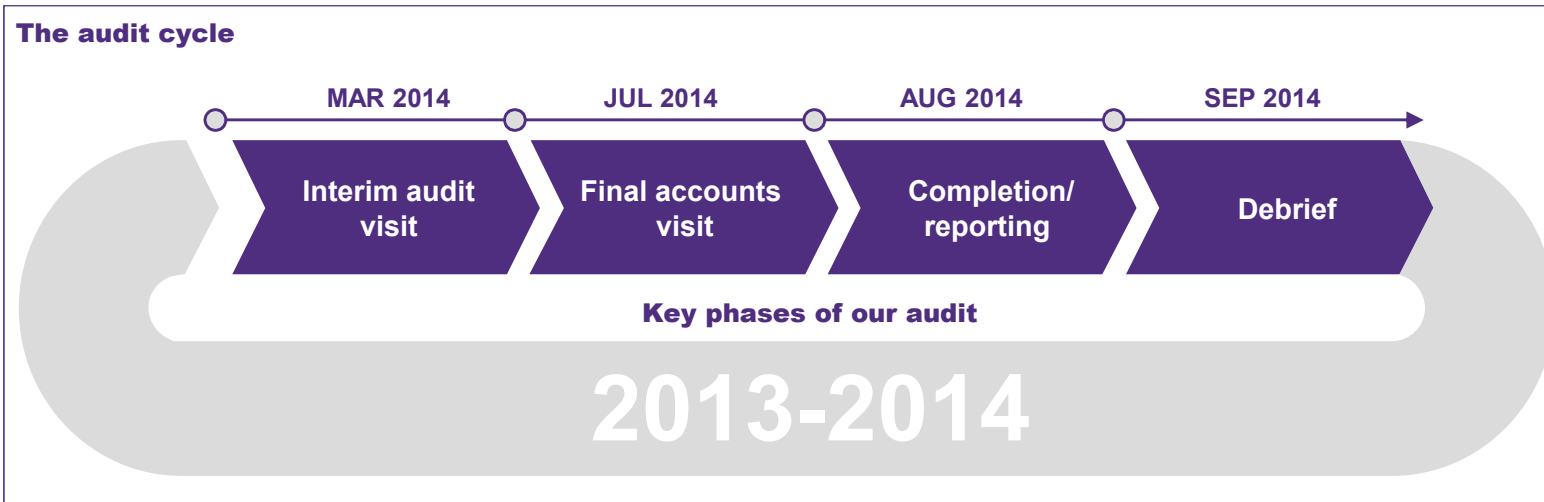 The audit cycle
MAR 2014
JUL 2014
AUG 2014
SEP 2014
Interim audit
visit
Final accounts
visit
Completion/
reporting
Debrief
Key phases of our audit
2013-2014